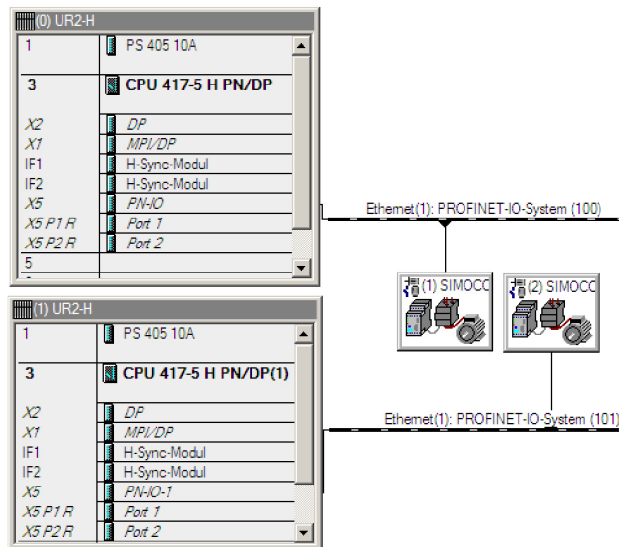 (0) UR2-H
1 PS 405 10A
3 CPU 417-5 H PN/DP
X2 DP
X1 MPI/DP
IF1 H-Sync-Modul
IF2 H-Sync-Modul
X5 PN-IO
X5 P1 R Port 1
X5 P2 R Port 2
5
Ethernet(1): PROFINET-IO-System (100)
(1) SIMOCC
(2) SIMOCC
(1) UR2-H
1 PS 405 10A
3 CPU 417-5 H PN/DP(1)
X2 DP
X1 MPI/DP
IF1 H-Sync-Modul
IF2 H-Sync-Modul
X5 PN-IO-1
X5 P1 R Port 1
X5 P2 R Port 2
Ethernet(1): PROFINET-IO-System (101)